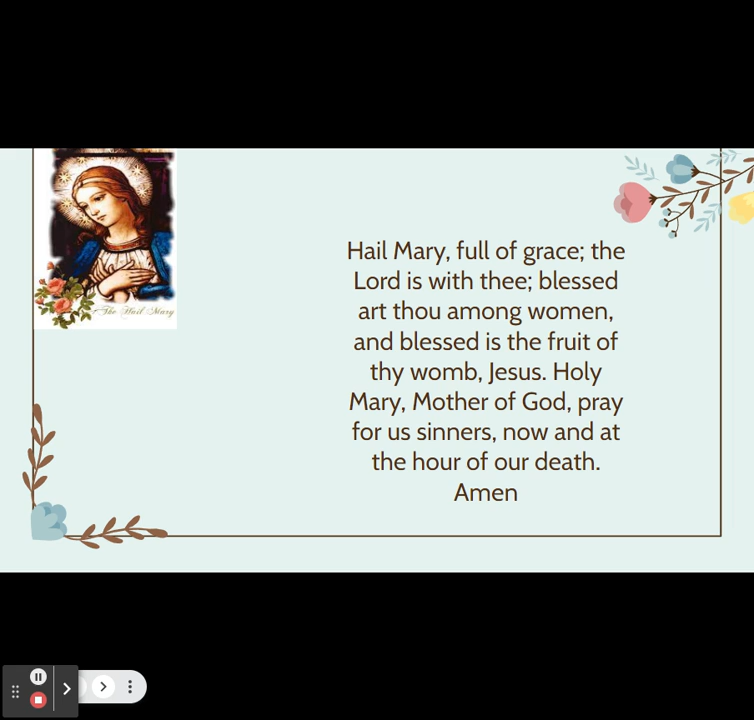 The Hail Mary
Hail Mary, full of grace; the
Lord is with thee; blessed
art thou among women,
and blessed is the fruit of
thy womb, Jesus. Holy
Mary, Mother of God, pray
for us sinners, now and at
the hour of our death.
Amen